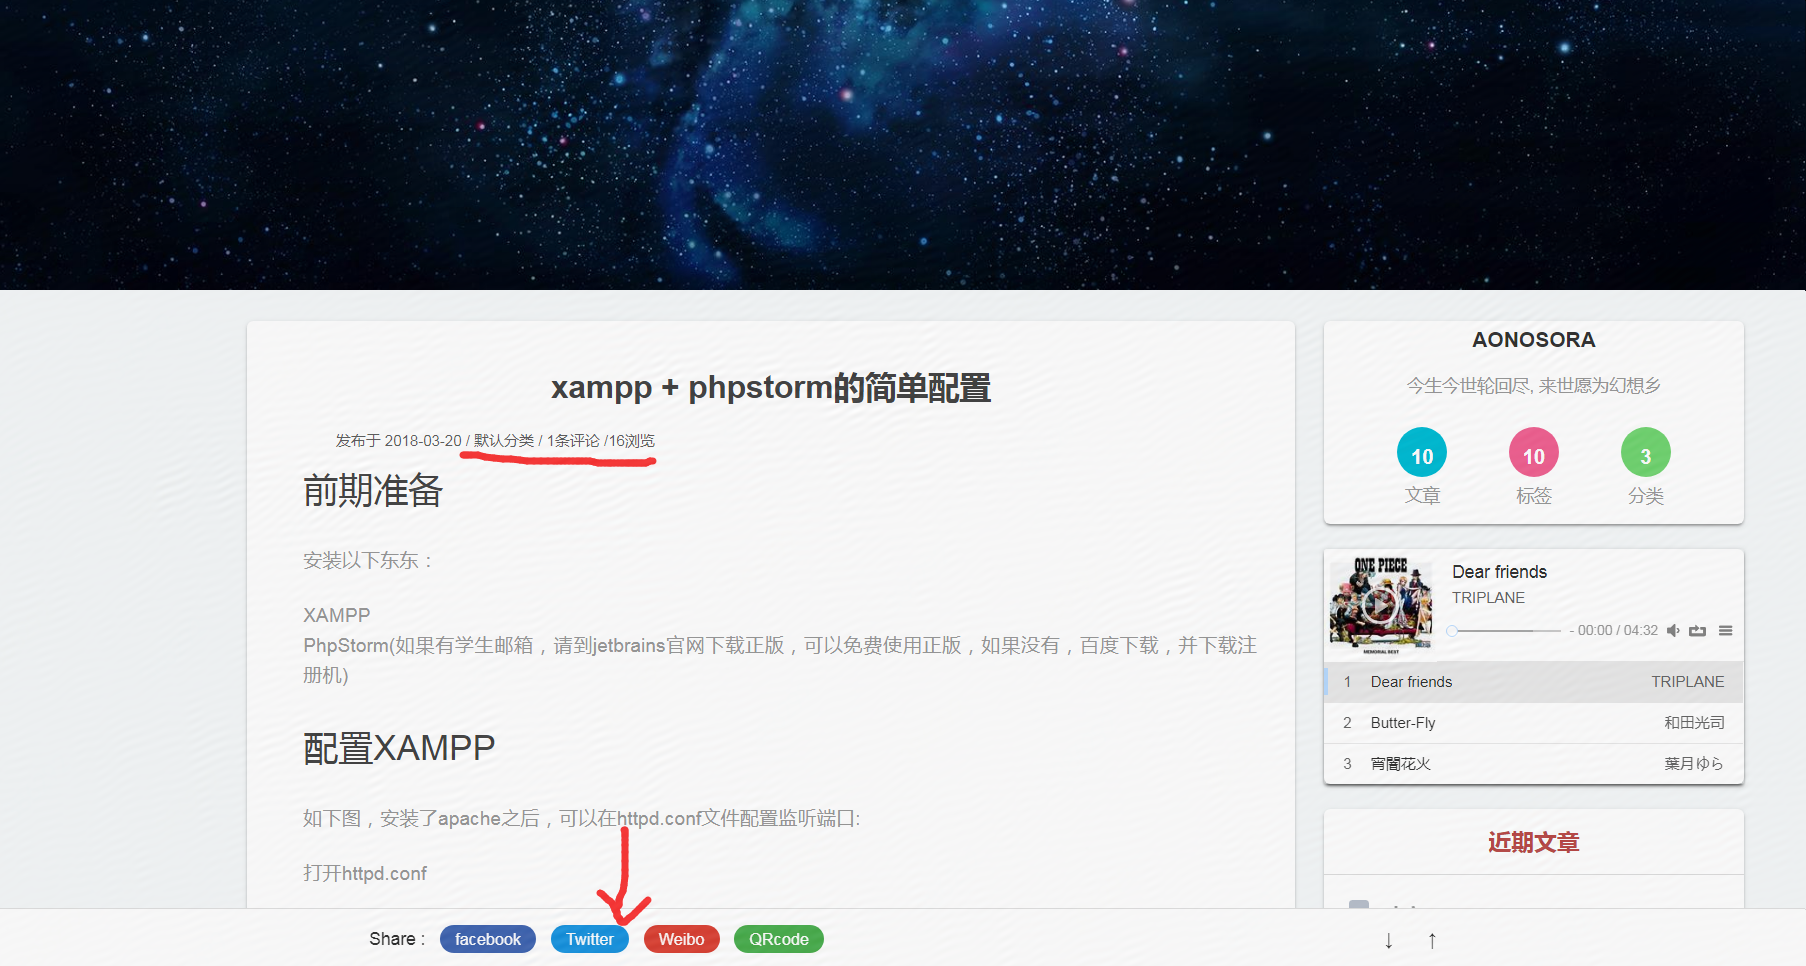 xampp + phpstorm的简单配置
发布于 2018-03-20 / 默认分类 / 1条评论 /16浏览
前期准备
安装以下东东：
XAMPP
PhpStorm(如果有学生邮箱，请到jetbrains官网下载正版，可以免费使用正版，如果没有，百度下载，并下载注
册机)
配置XAMPP
如下图，安装了apache之后，可以在httpd.conf文件配置监听端口:
打开httpd.conf
AONOSORA
今生今世轮回尽, 来世愿为幻想乡
10 10 3
文章 标签 分类
ONE PIECE
MEMORIAL BEST
Dear friends
TRIPLANE
- 00:00 / 04:32
1 Dear friends TRIPLANE
2 Butter-Fly 和田光司
3 宵闇花火 葉月ゆら
近期文章
Share : facebook Twitter Weibo QRcode ↓ ↑